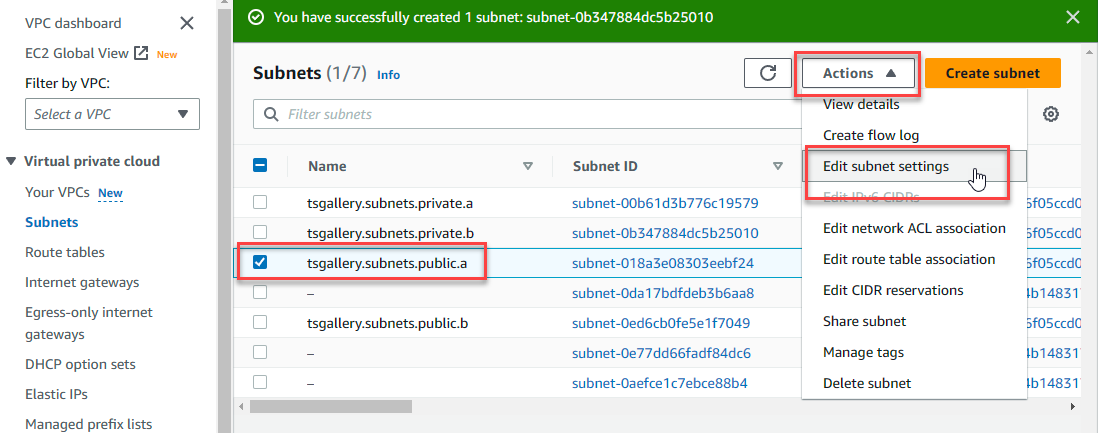 VPC dashboard
EC2 Global View New
Filter by VPC:
Select a VPC
Virtual private cloud
Your VPCs New
Subnets
Route tables
Internet gateways
Egress-only internet
gateways
DHCP option sets
Elastic IPs
Managed prefix lists
You have successfully created 1 subnet: subnet-0b347884dc5b25010
Subnets (1/7) Info
Actions
Create subnet
Filter subnets
Name Subnet ID
tsgallery.subnets.private.a subnet-00b61d3b776c19579 6f05ccd0
tsgallery.subnets.private.b subnet-0b347884dc5b25010 6f05ccd0
tsgallery.subnets.public.a subnet-018a3e08303eebf24 6f05ccd0
– subnet-0da17bdfdeb3b6aa8 4b14831
tsgallery.subnets.public.b subnet-0ed6cb0fe5e1f7049 6f05ccd0
– subnet-0e77dd66fadf84dc6 4b14831
– subnet-0aefce1c7ebce88b4 4b14831
View details
Create flow log
Edit subnet settings
Edit IPv6 CIDRs
Edit network ACL association
Edit route table association
Edit CIDR reservations
Share subnet
Manage tags
Delete subnet